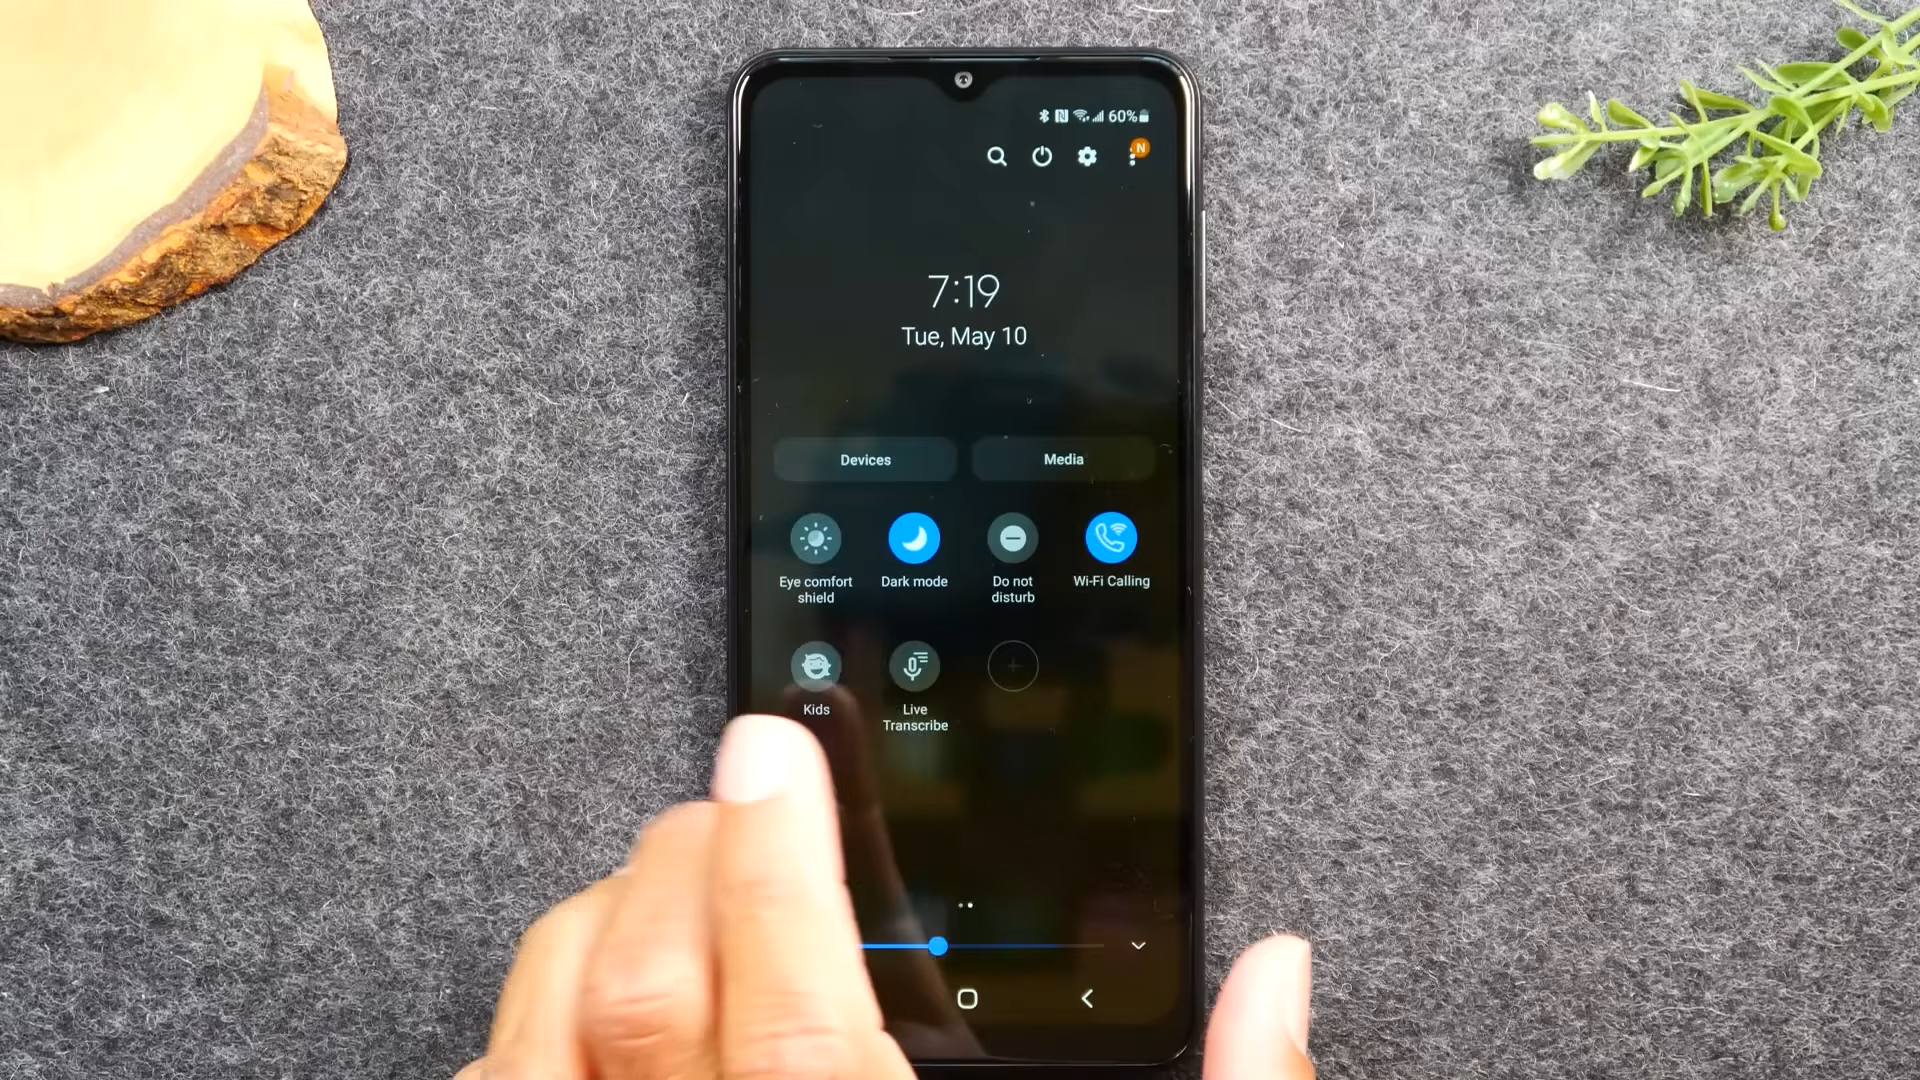 60%
N
7:19
Tue, May 10
Devices
Media
Eye comfort
shield
Dark mode
Do not
disturb
Wi-Fi Calling
Kids
Live
Transcribe